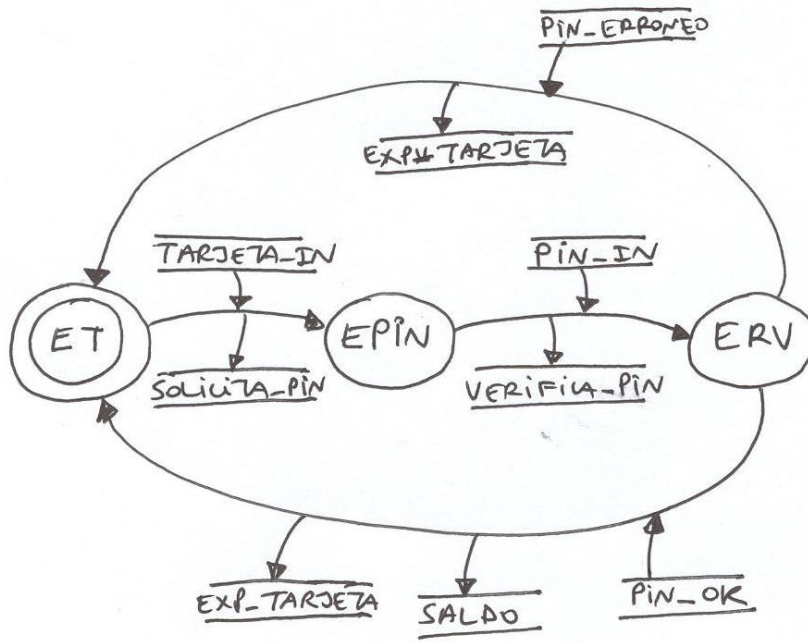 PIN_ERRONEO
EXP_TARJETA
TARJETA_IN
PIN_IN
ET
EPIN
ERV
SOLICITA_PIN
VERIFICA_PIN
EXP_TARJETA
SALDO
PIN_OK